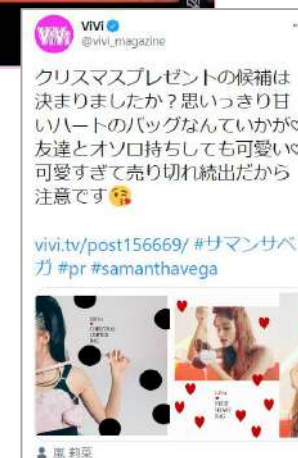 ViVi
@vivi_magazine
クリスマスプレゼントの候補は
決まりましたか？思いっきり甘
いハートのバッグなんていかが♡
友達とオソロ持ちしても可愛い♡
可愛すぎて売り切れ続出だから
注意です😘
vivi.tv/post156669/ #サマンサベ
ガ #pr #samanthavega
嵐 莉菜